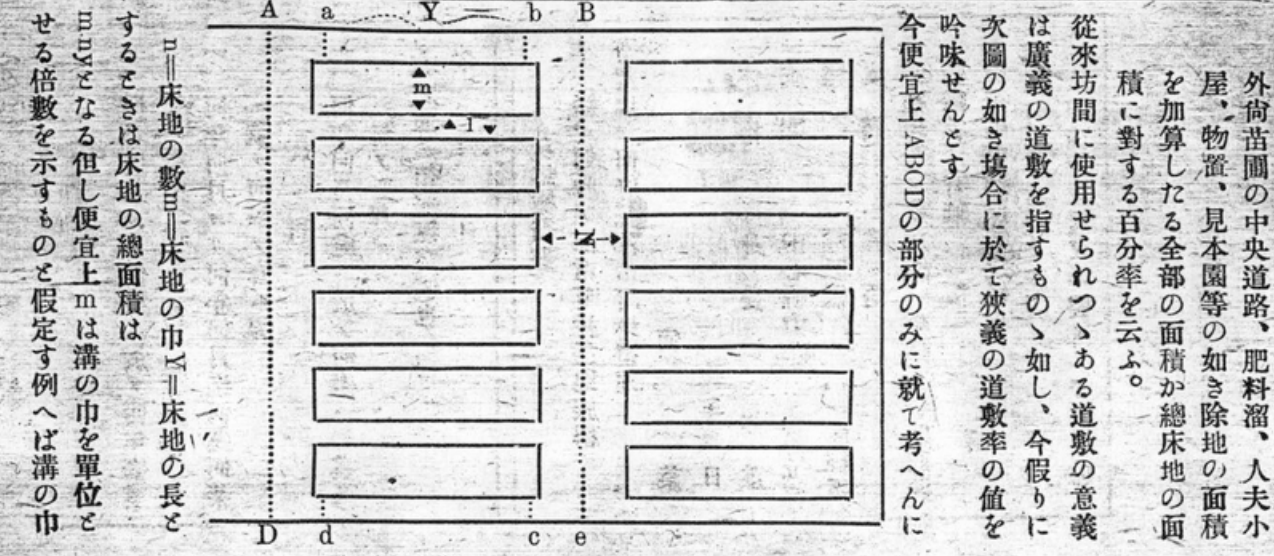 外尙苗圃の中央道路、肥料溜、人夫小
屋、物置、見本園等の如き除地の面積
を加算したる全部の面積か總床地の面
積に對する百分率を云ふ。
從來坊間に使用せられつゝある道敷の意義
は廣義の道敷を指すものゝ如し、今假りに
次圖の如き塲合に於て狹義の道敷率の値を
吟味せんとす
今便宜上ABCDの部分のみに就て考へんに
A a Y b B
m
1
N
D d c e
n＝床地の數m＝床地の巾Y＝床地の長と
するときは床地の總面積は
mnyとなる但し便宜上mは溝の巾を單位と
せる倍數を示すものと假定す例へば溝の巾